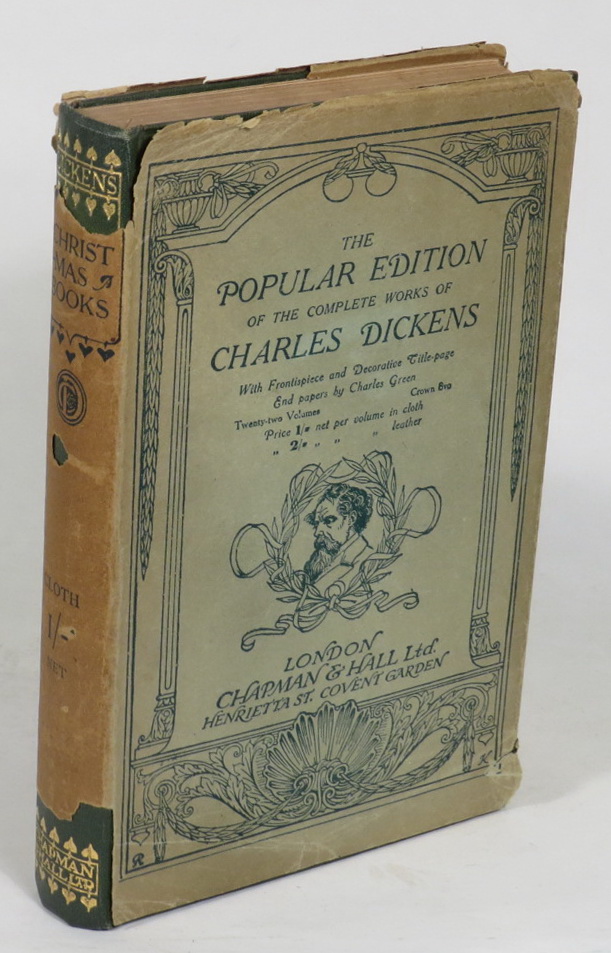 DICKENS
CHRIST
MAS
BOOKS
CLOTH
1/-
NET
CHAPMAN
HALL LTD
THE
POPULAR EDITION
OF THE COMPLETE WORKS OF
CHARLES DICKENS
With Frontispiece and Decorative Title-page
End papers by Charles Green
Twenty-two Volumes Crown 8vo
Price 1/- net per volume in cloth
„ 2/- „ „ „ leather
LONDON
CHAPMAN & HALL Ltd.
HENRIETTA ST. COVENT GARDEN